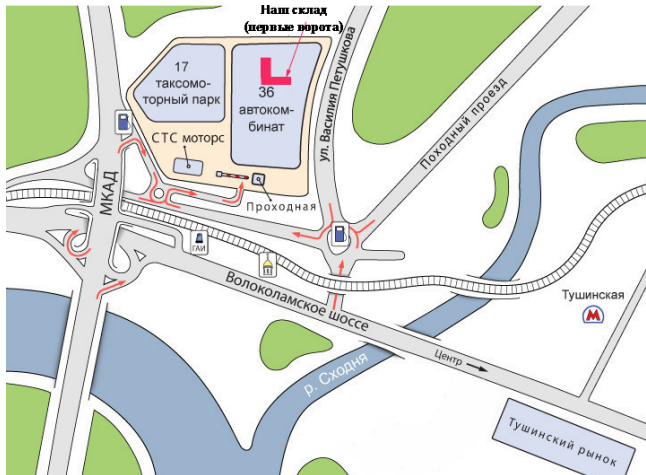 Наш склад
(первые ворота)
17
таксомо-
торный парк
36
автоком-
бинат
ул. Василия Петушкова
Походный проезд
СТС моторс
Проходная
МКАД
ГАИ
Волоколамское шоссе
Тушинская
М
Центр
р. Сходня
Тушинский рынок